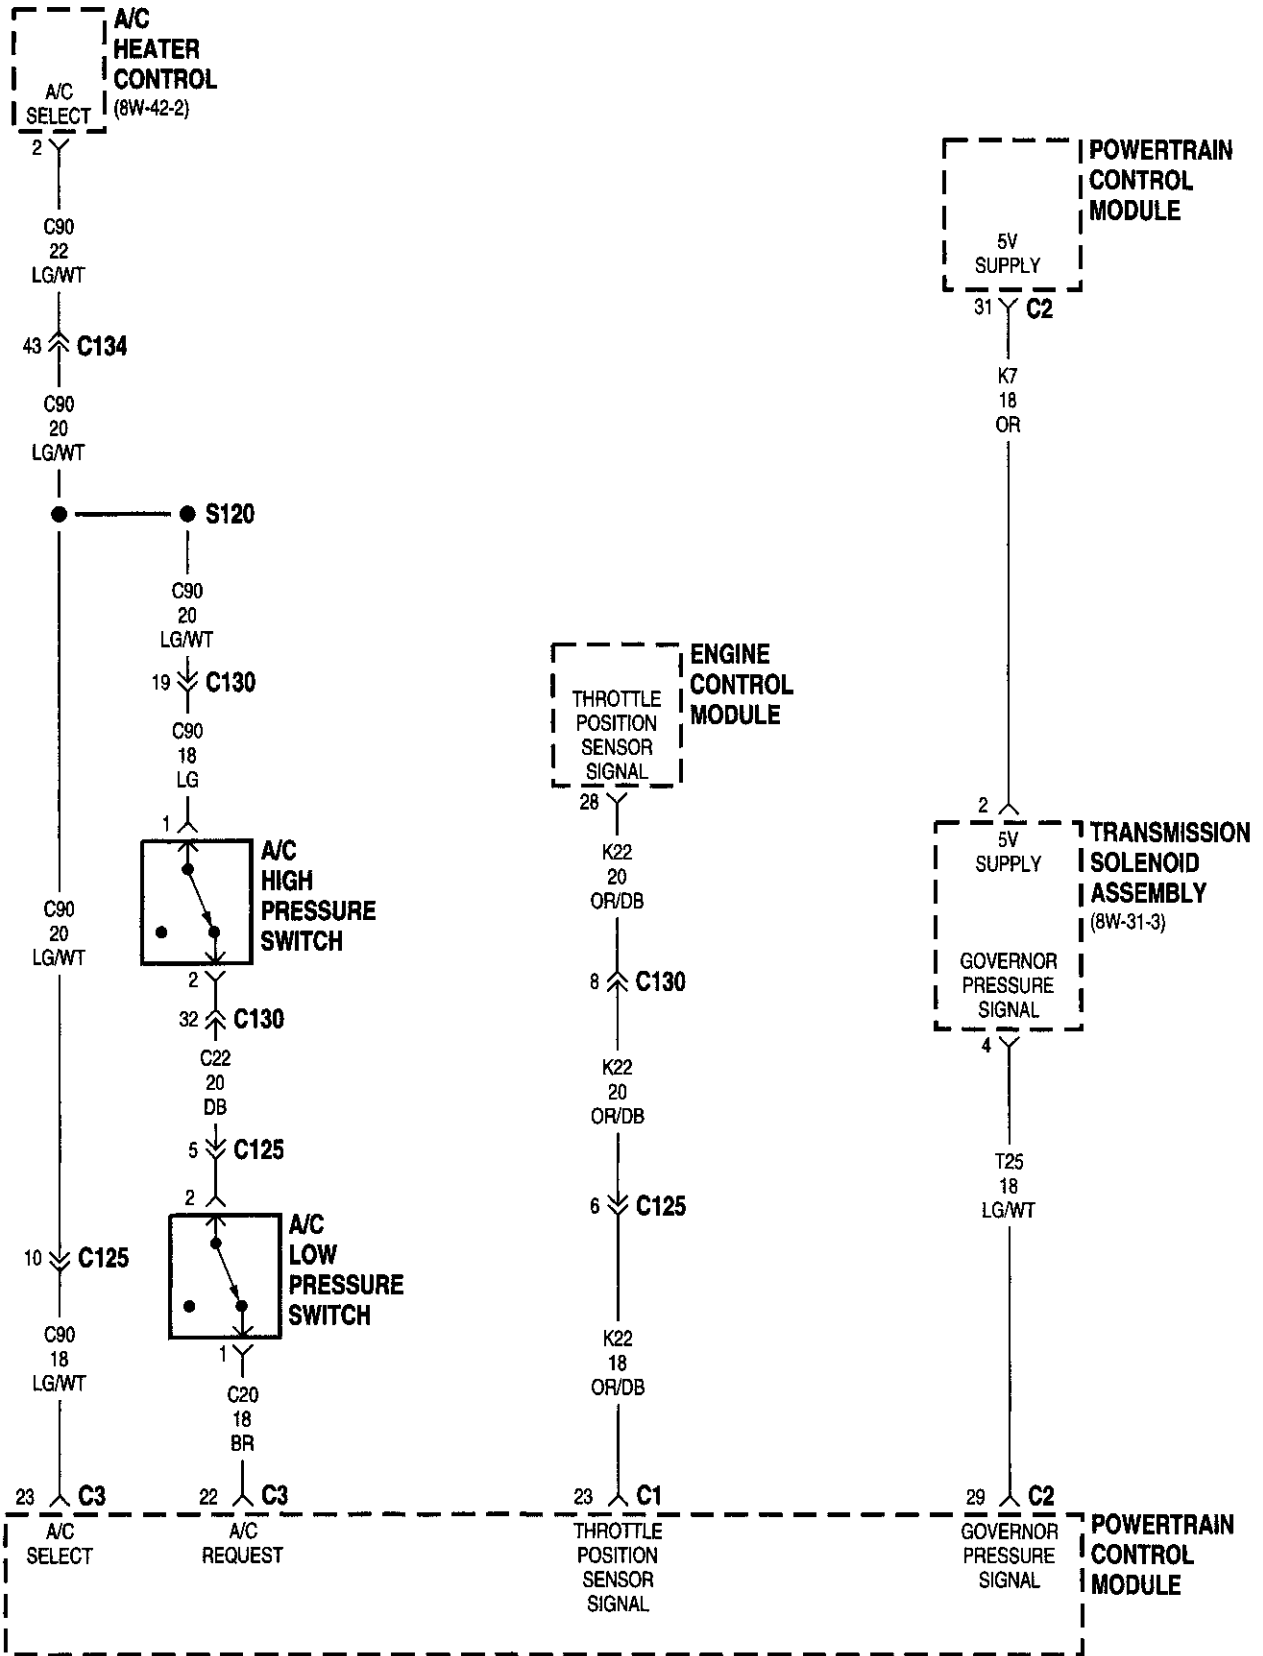 A/C
HEATER
CONTROL
(8W-42-2)
A/C
SELECT
2
C90
22
LG/WT
43 C134
C90
20
LG/WT
S120
C90
20
LG/WT
19 C130
C90
18
LG
1
A/C
HIGH
PRESSURE
SWITCH
2
32 C130
C22
20
DB
5 C125
2
A/C
LOW
PRESSURE
SWITCH
1
C20
18
BR
22 C3
A/C
REQUEST
C90
20
LG/WT
10 C125
C90
18
LG/WT
23 C3
A/C
SELECT
ENGINE
CONTROL
MODULE
THROTTLE
POSITION
SENSOR
SIGNAL
28
K22
20
OR/DB
8 C130
K22
20
OR/DB
6 C125
K22
18
OR/DB
23 C1
THROTTLE
POSITION
SENSOR
SIGNAL
POWERTRAIN
CONTROL
MODULE
5V
SUPPLY
31 C2
K7
18
OR
2
5V
SUPPLY
TRANSMISSION
SOLENOID
ASSEMBLY
(8W-31-3)
GOVERNOR
PRESSURE
SIGNAL
4
T25
18
LG/WT
29 C2
GOVERNOR
PRESSURE
SIGNAL
POWERTRAIN
CONTROL
MODULE